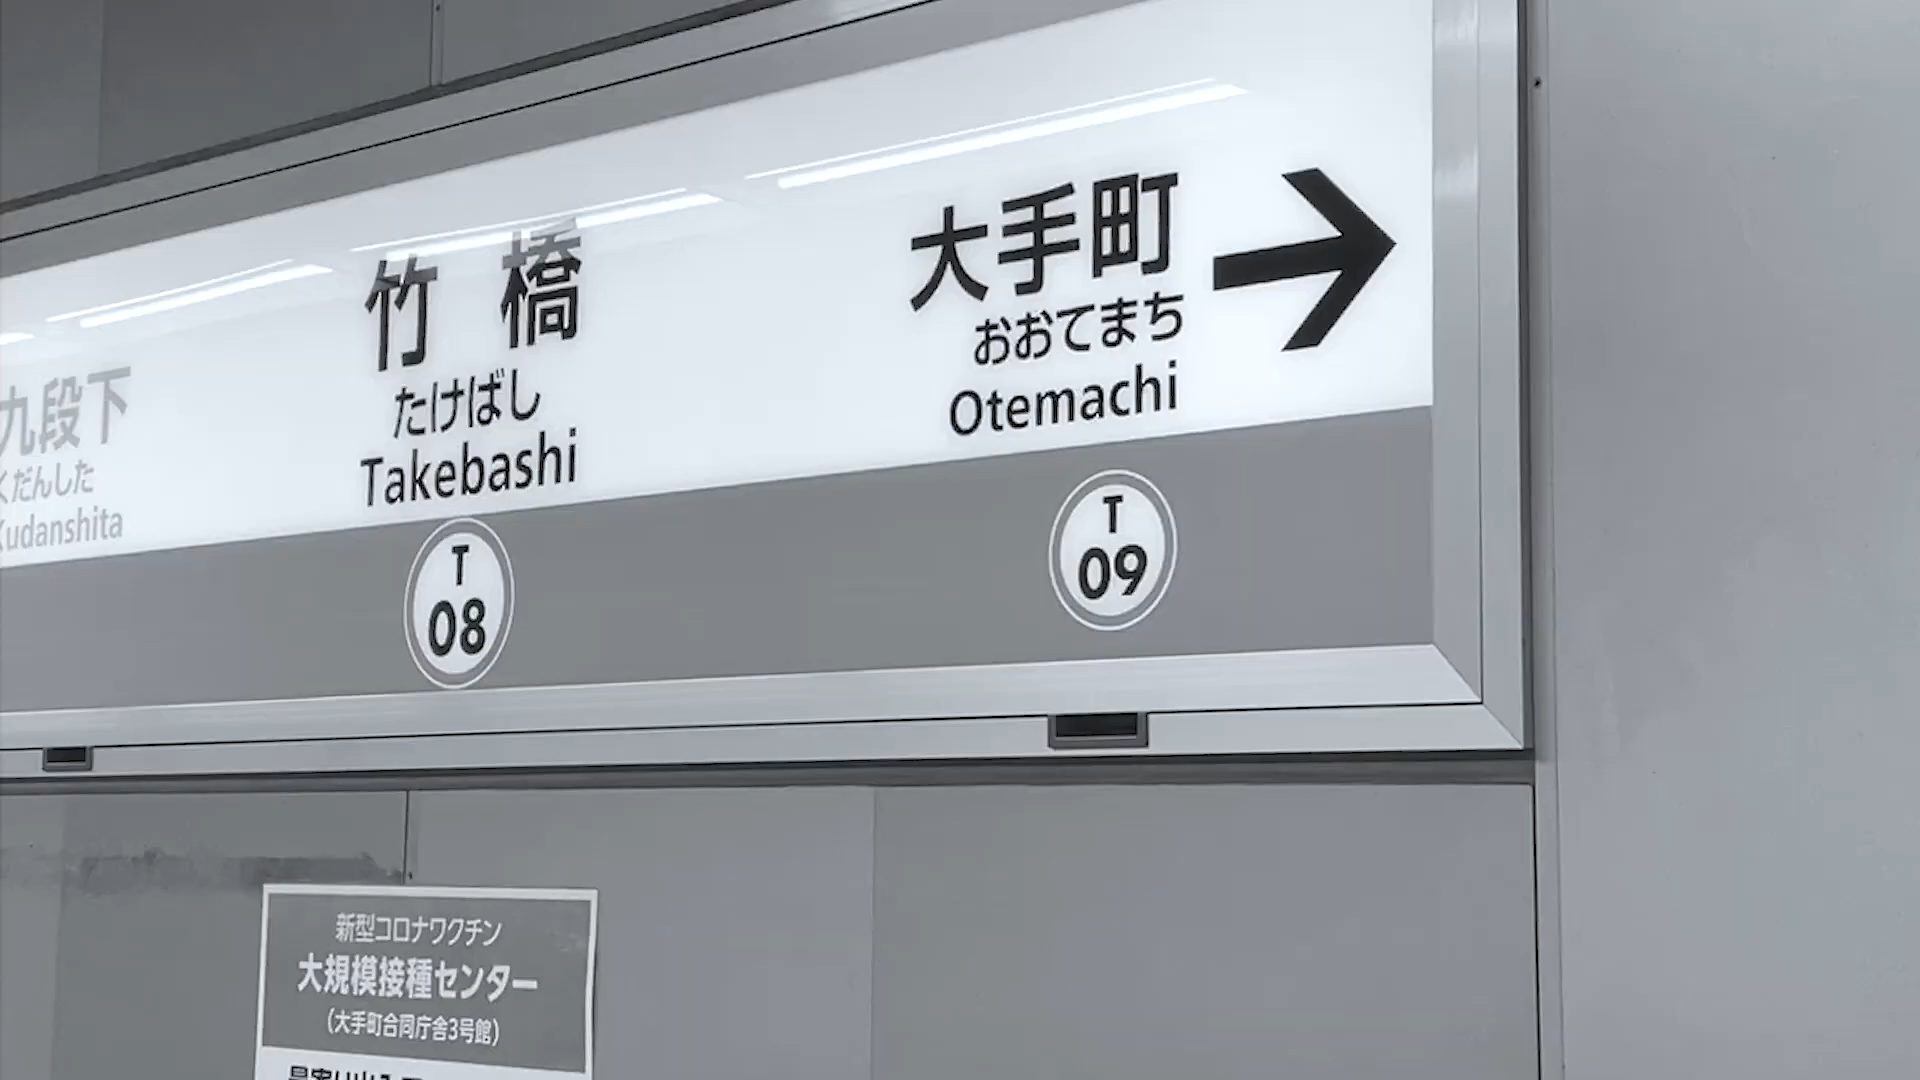 九段下
くだんした
Kudanshita
竹橋
たけばし
Takebashi
T
08
大手町
おおてまち
Otemachi
T
09
新型コロナワクチン
大規模接種センター
(大手町合同庁舎3号館)